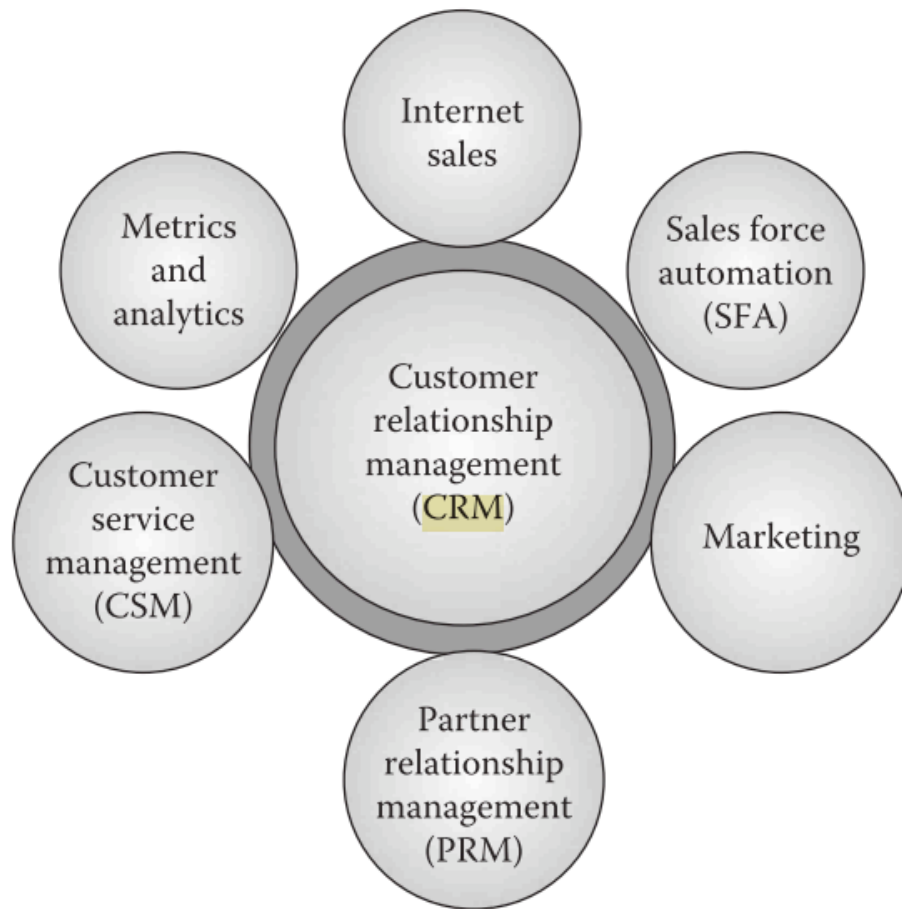 Internet
sales
Sales force
automation
(SFA)
Marketing
Partner
relationship
management
(PRM)
Customer
service
management
(CSM)
Metrics
and
analytics
Customer
relationship
management
(CRM)